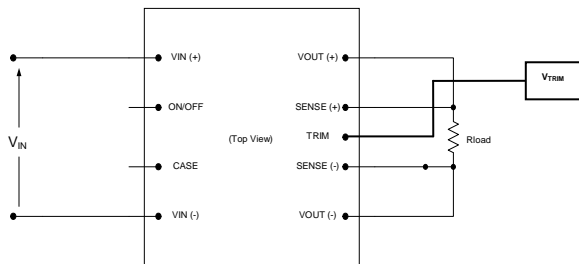 VIN (+)
VOUT (+)
VTRIM
ON/OFF
SENSE (+)
VIN
(Top View)
TRIM
Rload
CASE
SENSE (-)
VIN (-)
VOUT (-)